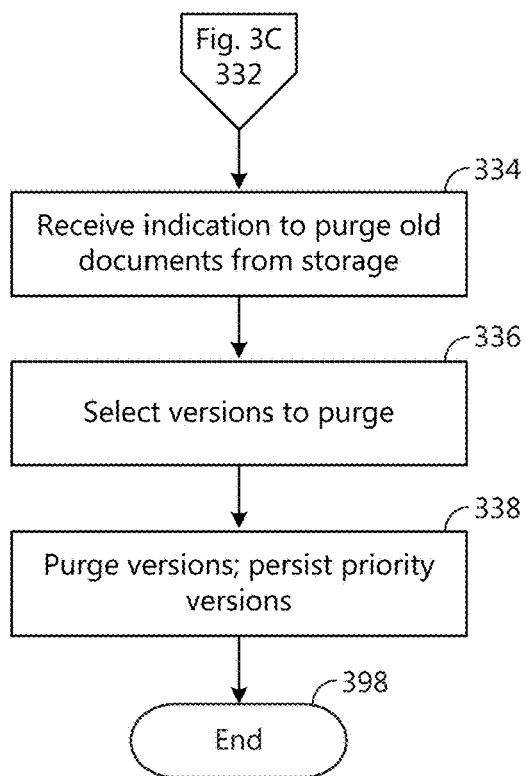 Fig. 3C
332
334
Receive indication to purge old
documents from storage
336
Select versions to purge
338
Purge versions; persist priority
versions
398
End